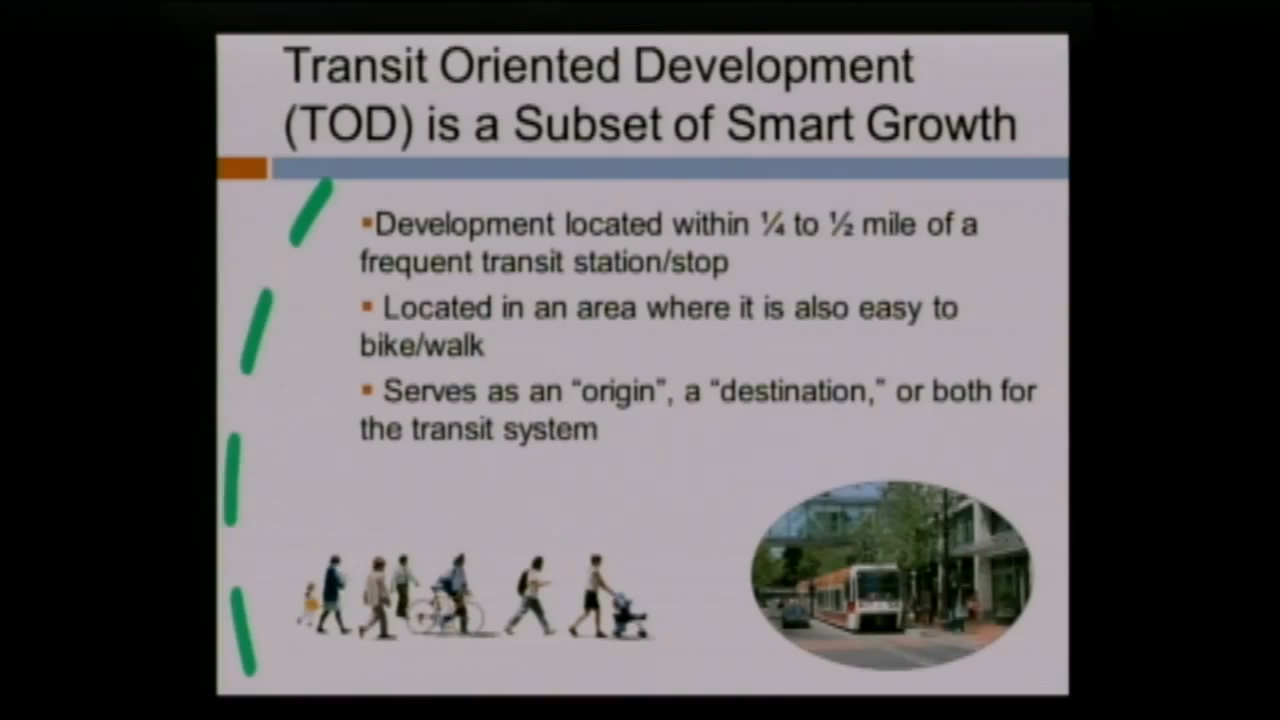 Transit Oriented Development
(TOD) is a Subset of Smart Growth
▪Development located within ¼ to ½ mile of a
frequent transit station/stop
▪ Located in an area where it is also easy to
bike/walk
▪ Serves as an “origin”, a “destination,” or both for
the transit system